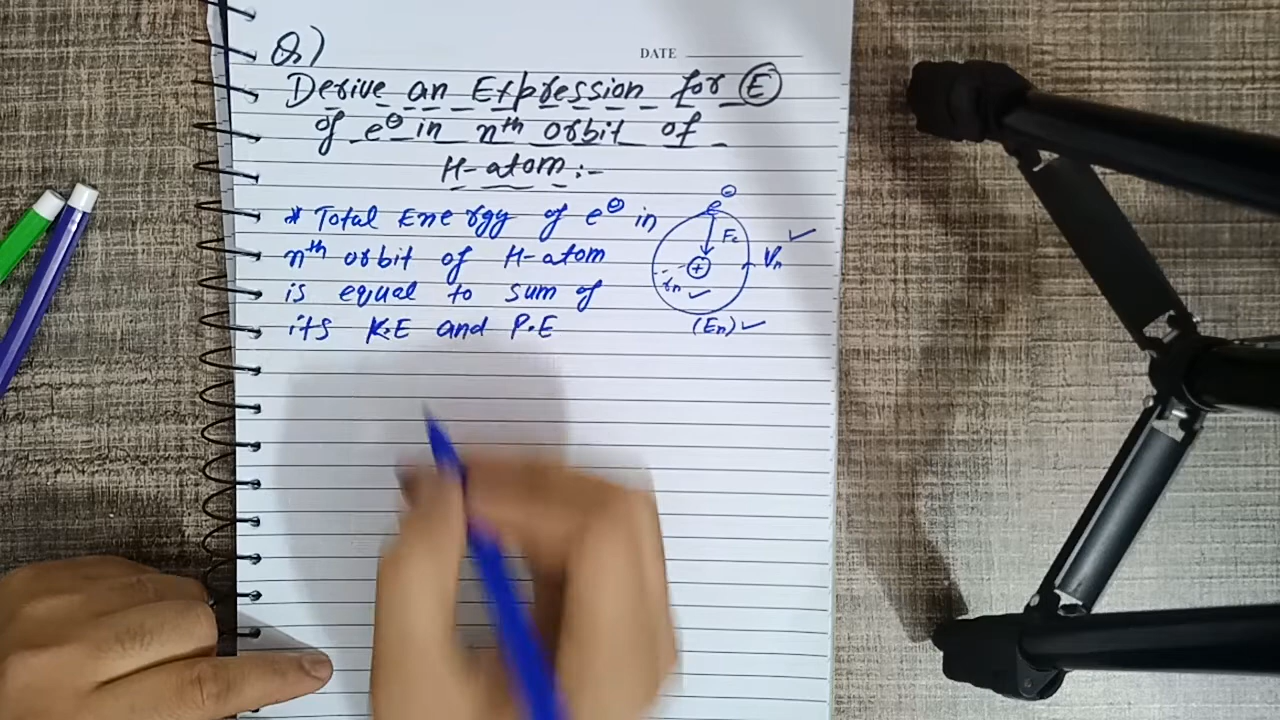 Q)
DATE
Derive an Expression for E
of e⊖ in nth orbit of
H-atom:-
* Total Energy of e⊖ in
nth orbit of H-atom
is equal to sum of
its K.E and P.E
e⊖
Fc
+
Vn
rn
(En)